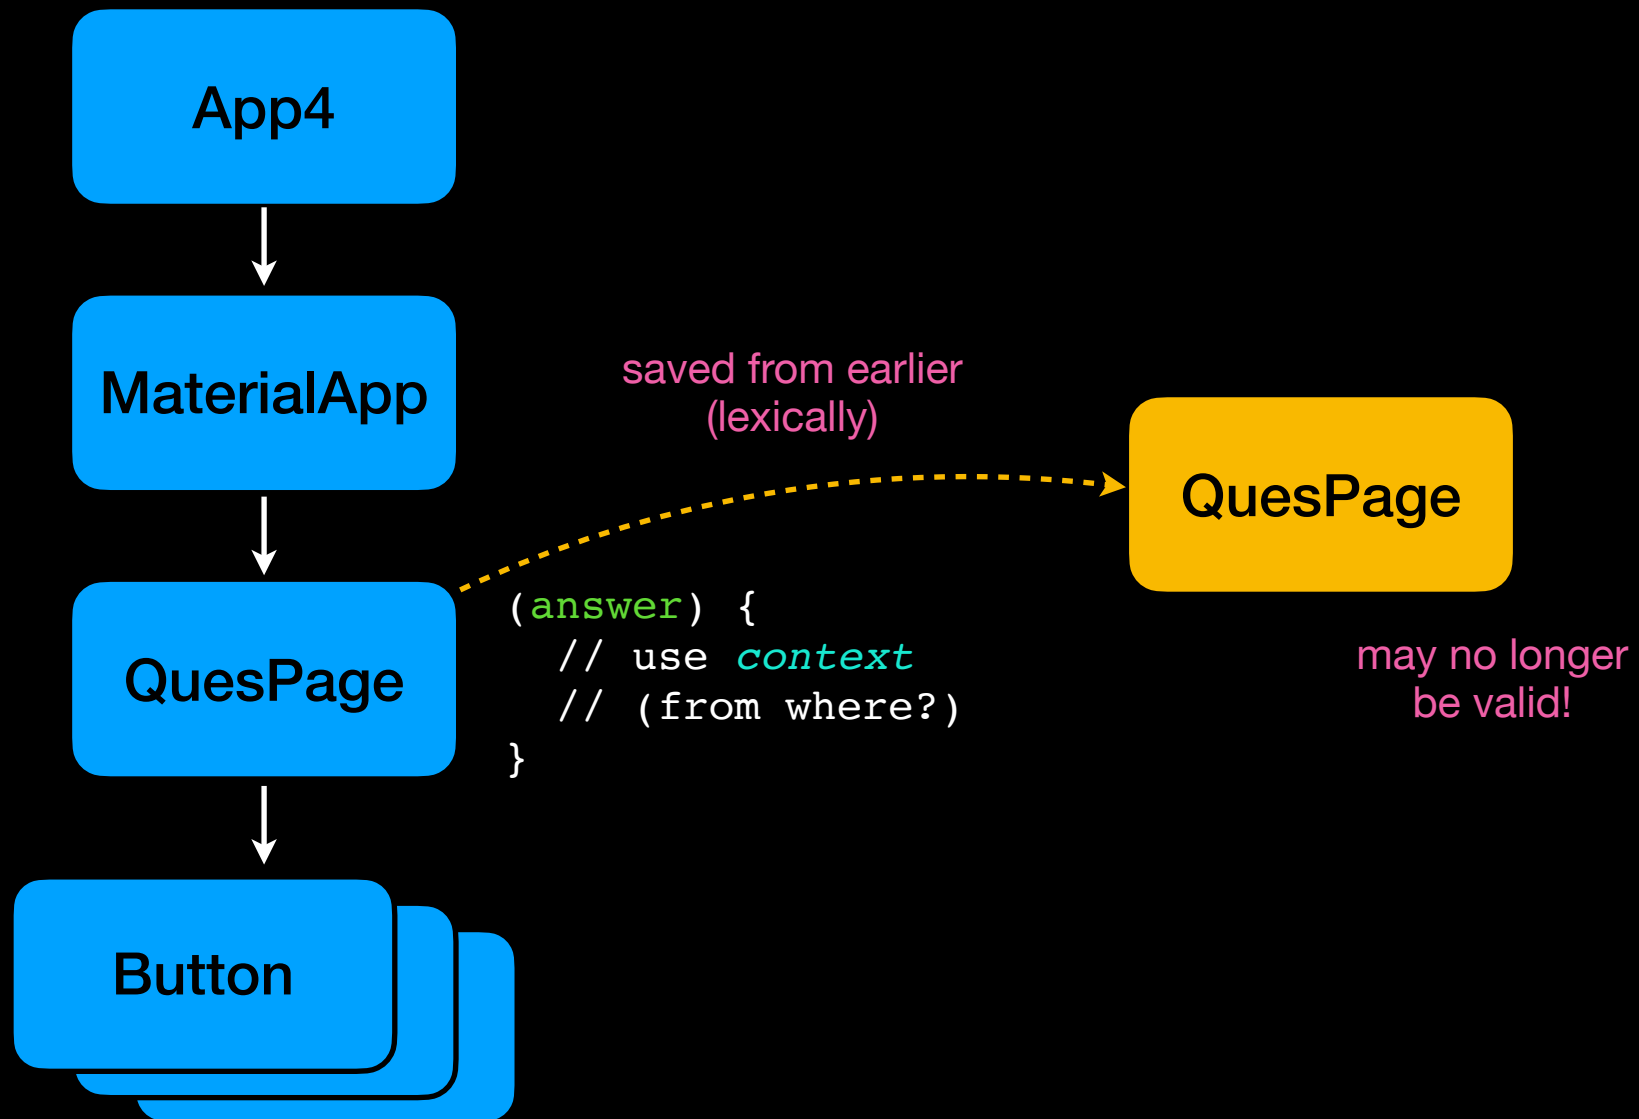 App4
MaterialApp
saved from earlier
(lexically)
QuesPage
(answer) {
// use context
// (from where?)
}
QuesPage
may no longer
be valid!
Button